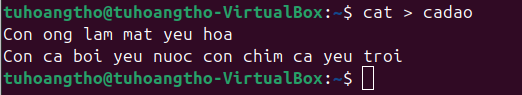 tuhoangtho@tuhoangtho-VirtualBox:~$ cat > cadao
Con ong lam mat yeu hoa
Con ca boi yeu nuoc con chim ca yeu troi
tuhoangtho@tuhoangtho-VirtualBox:~$